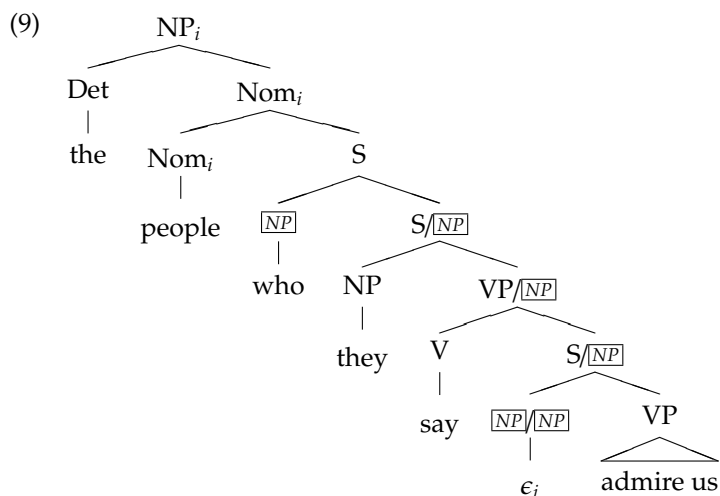 (9) NP_i
Det Nom_i
the Nom_i S
people NP S/NP
who NP VP/NP
they V S/NP
say NP/NP VP
ϵ_i admire us